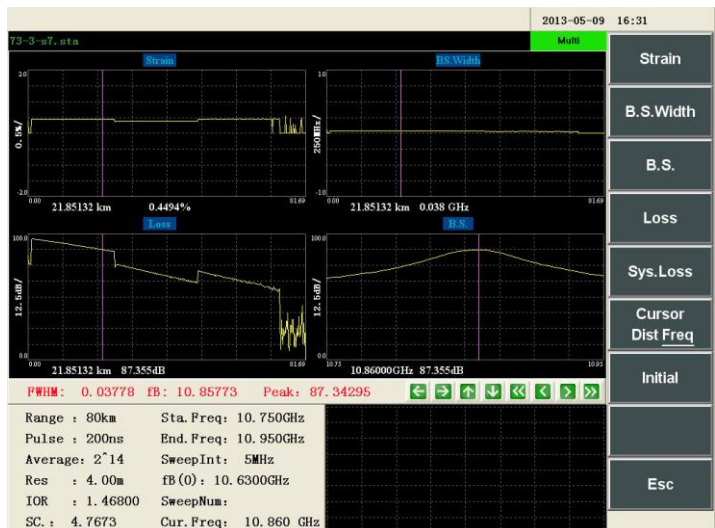 2013-05-09 16:31
73-3-s7.sta
Multi
Strain
B.S.Width
2.0
0.5%/
-2.0
0.00
21.85132 km 0.4494%
81.69
1.0
250MHz/
-1.0
0.00
21.85132 km 0.038 GHz
81.69
Loss
B.S.
100.0
12.5dB/
0.0
0.00
21.85132 km 87.355dB
81.69
100.0
12.5dB/
0.0
10.75
10.86000GHz 87.355dB
10.95
FWHM: 0.03778 fB: 10.85773 Peak: 87.34295
Range : 80km Sta.Freq: 10.750GHz
Pulse : 200ns End.Freq: 10.950GHz
Average: 2^14 SweepInt: 5MHz
Res : 4.00m fB(0): 10.6300GHz
IOR : 1.46800 SweepNum:
SC. : 4.7673 Cur.Freq: 10.860 GHz
Strain
B.S.Width
B.S.
Loss
Sys.Loss
Cursor
Dist Freq
Initial
Esc